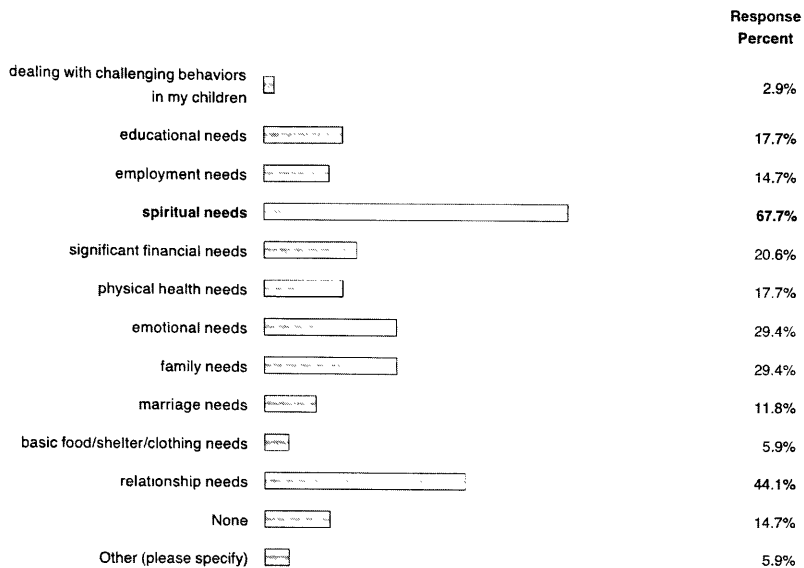 Response
Percent
dealing with challenging behaviors
in my children 2.9%
educational needs 17.7%
employment needs 14.7%
spiritual needs 67.7%
significant financial needs 20.6%
physical health needs 17.7%
emotional needs 29.4%
family needs 29.4%
marriage needs 11.8%
basic food/shelter/clothing needs 5.9%
relationship needs 44.1%
None 14.7%
Other (please specify) 5.9%